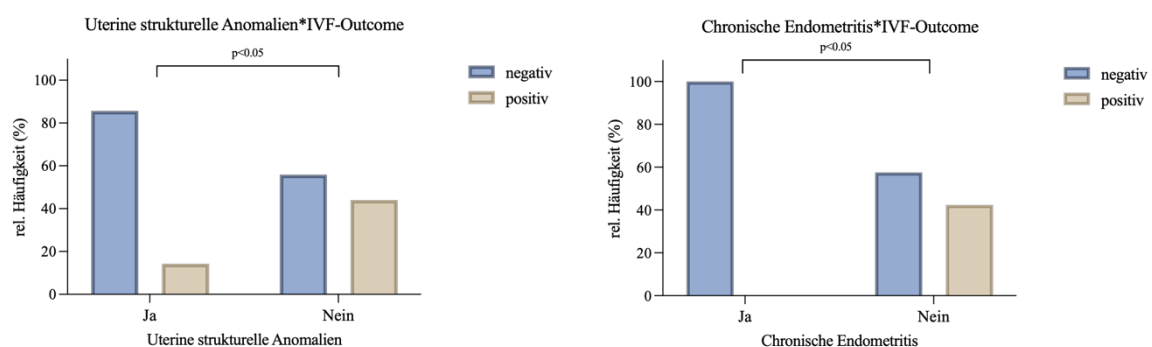 Uterine strukturelle Anomalien*IVF-Outcome
p<0.05
negativ
positiv
rel. Häufigkeit (%)
100
80
60
40
20
0
Ja
Nein
Uterine strukturelle Anomalien
Chronische Endometritis*IVF-Outcome
p<0.05
negativ
positiv
rel. Häufigkeit (%)
100
80
60
40
20
0
Ja
Nein
Chronische Endometritis